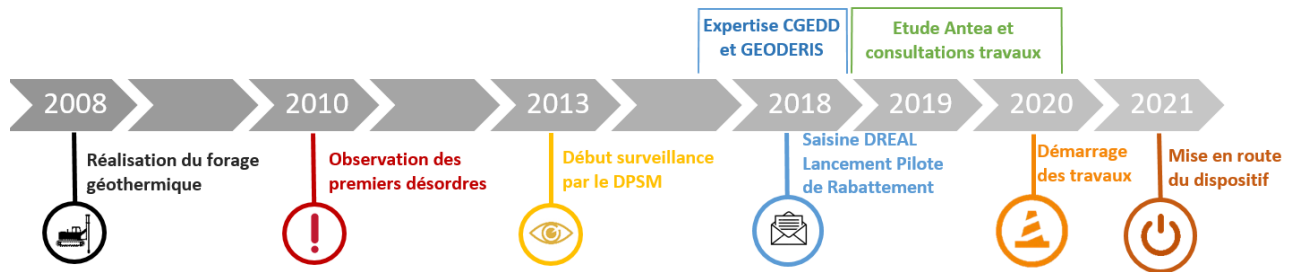 Expertise CGEDD
et GEODERIS
Etude Antea et
consultations travaux
2008
2010
2013
2018
2019
2020
2021
Réalisation du forage
géothermique
Observation des
premiers désordres
Début surveillance
par le DPSM
Saisine DREAL
Lancement Pilote
de Rabattement
Démarrage
des travaux
Mise en route
du dispositif